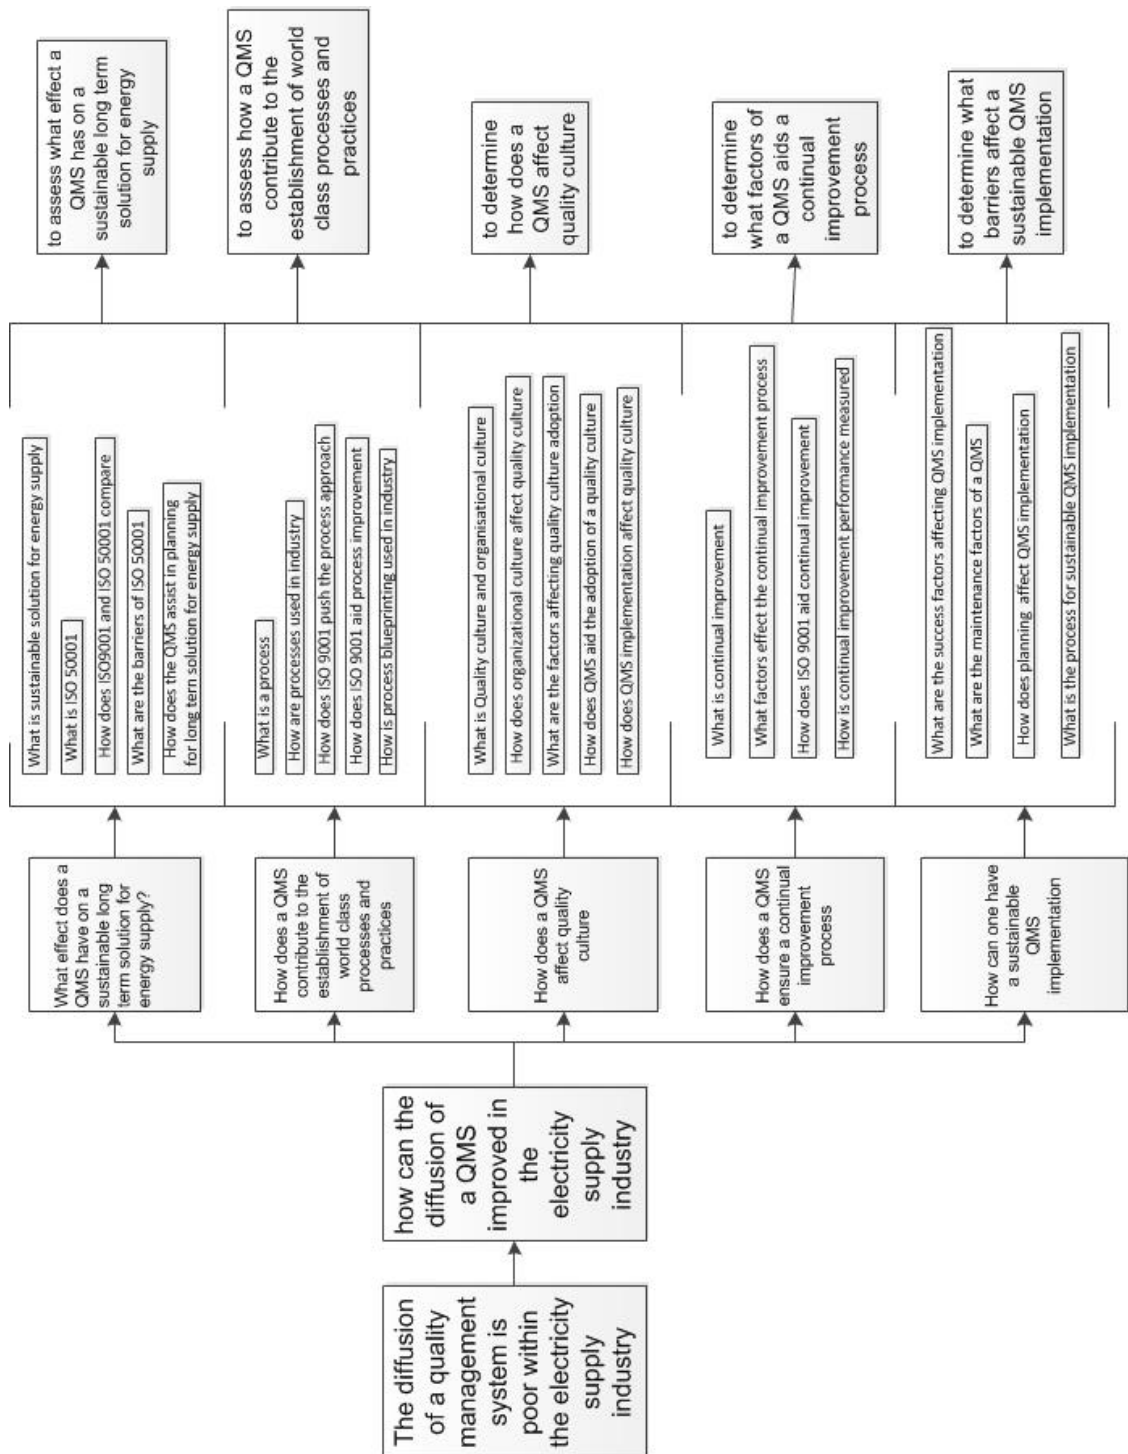 The diffusion
of a quality
management
system is
poor within
the electricity
supply
industry
how can the
diffusion of
a QMS
improved in
the
electricity
supply
industry
What effect does a
QMS have on a
sustainable long
term solution for
energy supply?
What is sustainable solution for energy supply
What is ISO 50001
How does ISO9001 and ISO 50001 compare
What are the barriers of ISO 50001
How does the QMS assist in planning
for long tern solution for energy supply
to assess what effect a
QMS has on a
sustainable long term
solution for energy
supply
How does a QMS
contribute to the
establishment of
world class
processes and
practices
What is a process
How are processes used in industry
How does ISO 9001 push the process approach
How does ISO 9001 aid process improvement
How is process blueprinting used in industry
to assess how a QMS
contribute to the
establishment of world
class processes and
practices
How does a QMS
affect quality
culture
What is Quality culture and organisational culture
How does organizational culture affect quality culture
What are the factors affecting quality culture adoption
How does QMS aid the adoption of a quality culture
How does QMS implementation affect quality culture
to determine
how does a
QMS affect
quality culture
How does a QMS
ensure a continual
improvement
process
What is continual improvement
What factors effect the continual improvement process
How does ISO 9001 aid continual improvement
How is continual improvement performance measured
to determine
what factors of
a QMS aids a
continual
improvement
process
How can one have
a sustainable
QMS
implementation
What are the success factors affecting QMS implementation
What are the maintenance factors of a QMS
How does planning affect QMS implementation
What is the process for sustainable QMS implementation
to determine what
barriers affect a
sustainable QMS
implementation